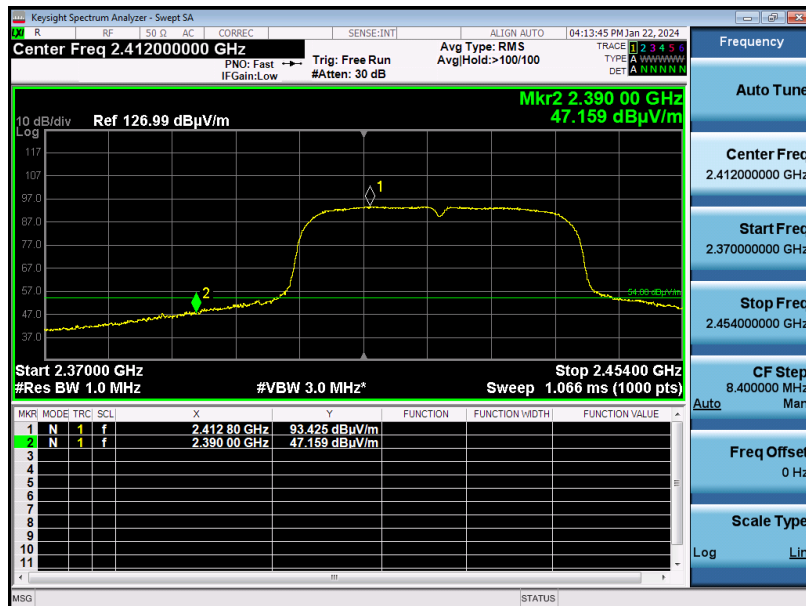 Keysight Spectrum Analyzer - Swept SA
LXI R RF 50 Ω AC CORREC SENSE:INT ALIGN AUTO 04:13:45 PM Jan 22, 2024
Center Freq 2.412000000 GHz
PNO: Fast
IFGain:Low
Trig: Free Run
#Atten: 30 dB
Avg Type: RMS
Avg|Hold:>100/100
TRACE 1 2 3 4 5 6
TYPE A WWWWW
DET A N N N N N
Mkr2 2.390 00 GHz
47.159 dBµV/m
10 dB/div Ref 126.99 dBµV/m
Log
117
107
97.0
87.0
77.0
67.0
57.0
47.0
37.0
1
2
54.00 dBµV/m
Start 2.37000 GHz Stop 2.45400 GHz
#Res BW 1.0 MHz #VBW 3.0 MHz* Sweep 1.066 ms (1000 pts)
MKR MODE TRC SCL X Y FUNCTION FUNCTION WIDTH FUNCTION VALUE
1 N 1 f 2.412 80 GHz 93.425 dBµV/m
2 N 1 f 2.390 00 GHz 47.159 dBµV/m
3
4
5
6
7
8
9
10
11
MSG STATUS
Frequency
Auto Tune
Center Freq
2.412000000 GHz
Start Freq
2.370000000 GHz
Stop Freq
2.454000000 GHz
CF Step
8.400000 MHz
Auto Man
Freq Offset
0 Hz
Scale Type
Log Lin